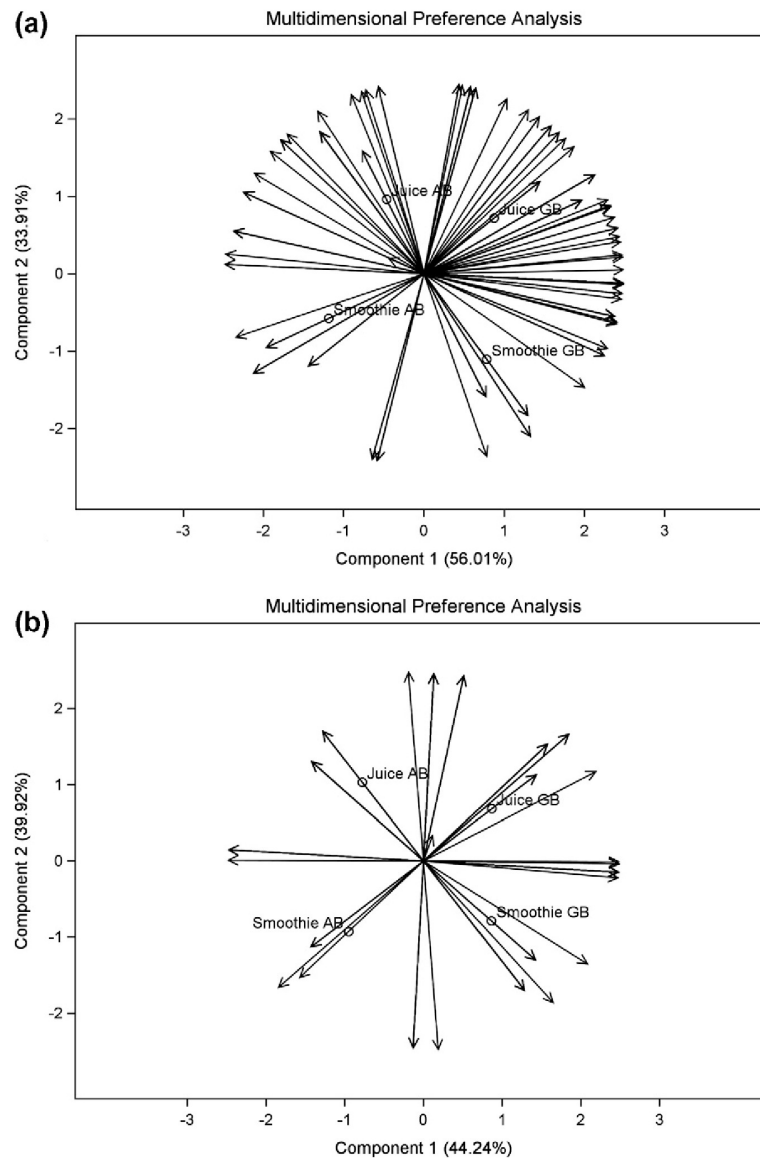 (a)
Multidimensional Preference Analysis
Component 2 (33.91%)
2
1
0
-1
-2
Juice AB
Juice GB
Smoothie AB
Smoothie GB
-3 -2 -1 0 1 2 3
Component 1 (56.01%)
(b)
Multidimensional Preference Analysis
Component 2 (39.92%)
2
1
0
-1
-2
Juice AB
Juice GB
Smoothie AB
Smoothie GB
-3 -2 -1 0 1 2 3
Component 1 (44.24%)